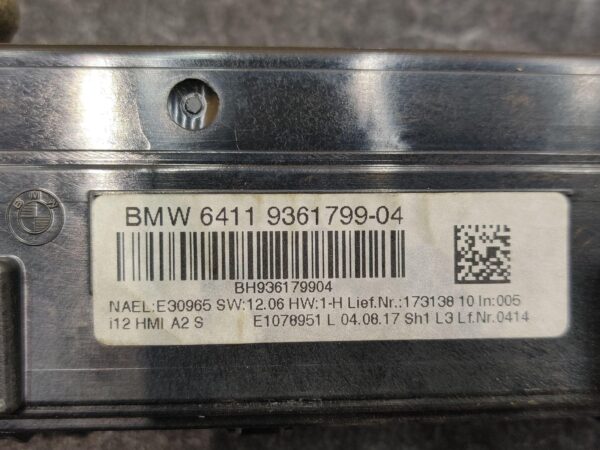 BMW
BMW 6411 9361799-04
BH936179904
NAEL:E30965 SW:12.06 HW:1-H Lief.Nr.:173138 10 In:005
i12 HMI A2 S E1078951 L 04.08.17 Sh1 L3 Lf.Nr.0414